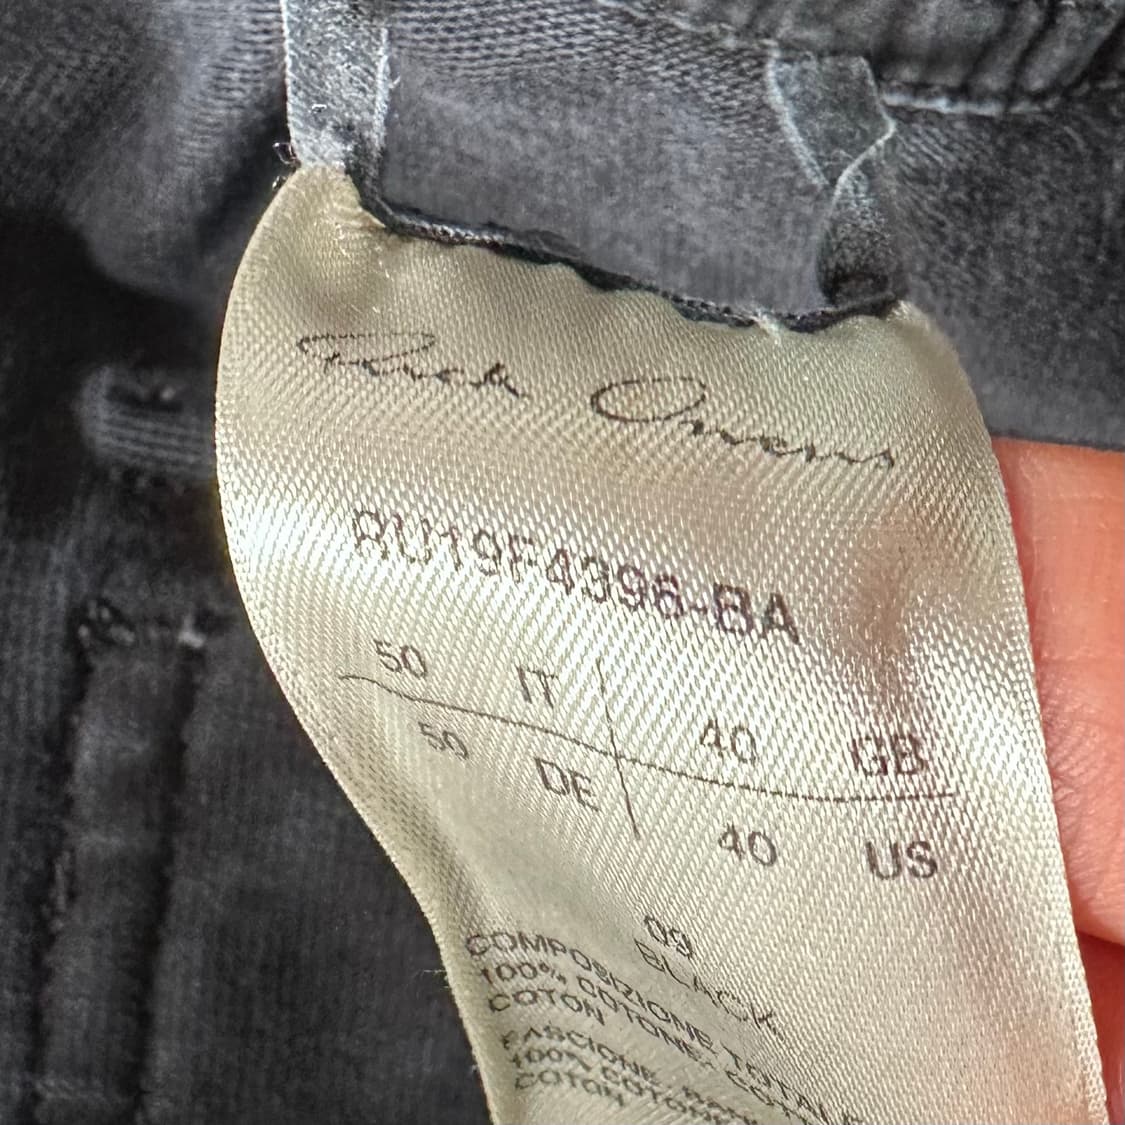 Rick Owens
RU19F4396-BA
50 IT 40 GB
50 DE 40 US
09
BLACK
COMPOSIZIONE TOTALE
100% COTONE- COTT
COTON
FASCIONE
100% COTONE
COTON